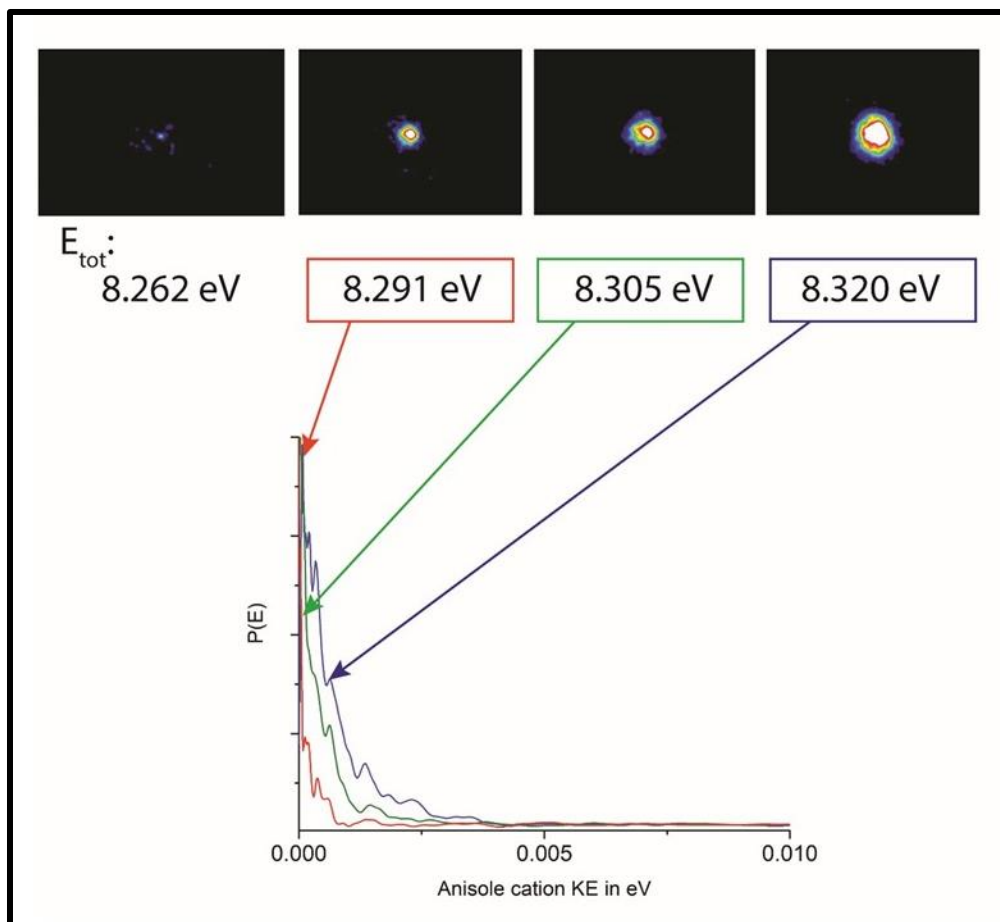 E_tot:
8.262 eV 8.291 eV 8.305 eV 8.320 eV
P(E)
0.000 0.005 0.010
Anisole cation KE in eV